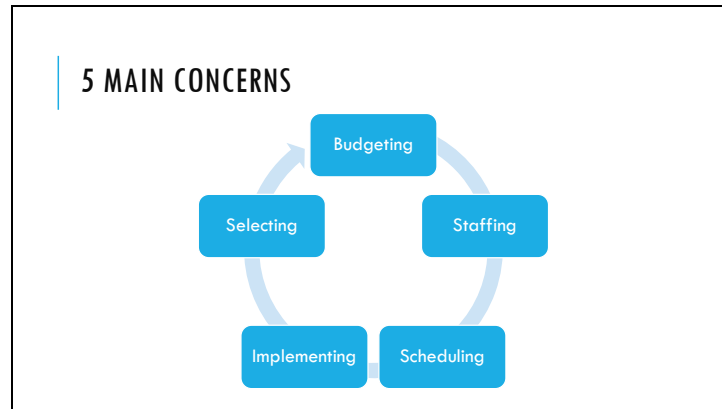 5 MAIN CONCERNS
Budgeting
Staffing
Scheduling
Implementing
Selecting